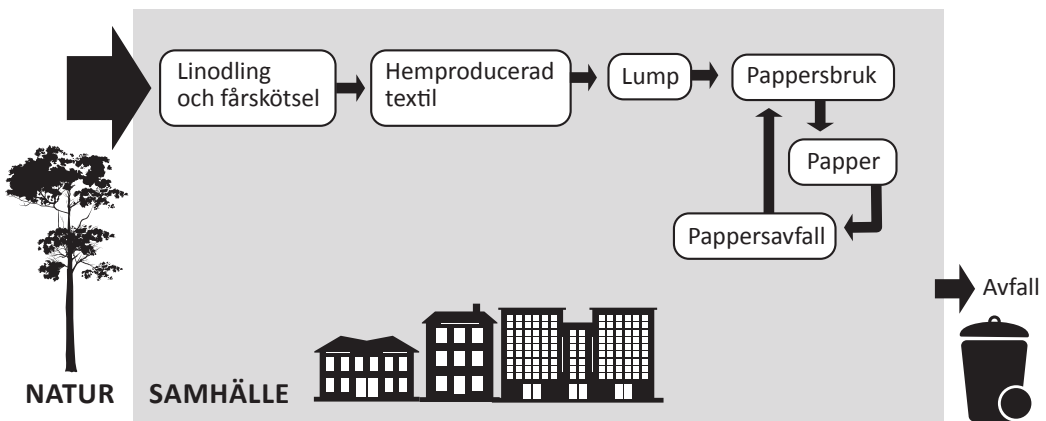 Linodling
och fårskötsel
Hemproducerad
textil
Lump
Pappersbruk
Papper
Pappersavfall
Avfall
NATUR
SAMHÄLLE